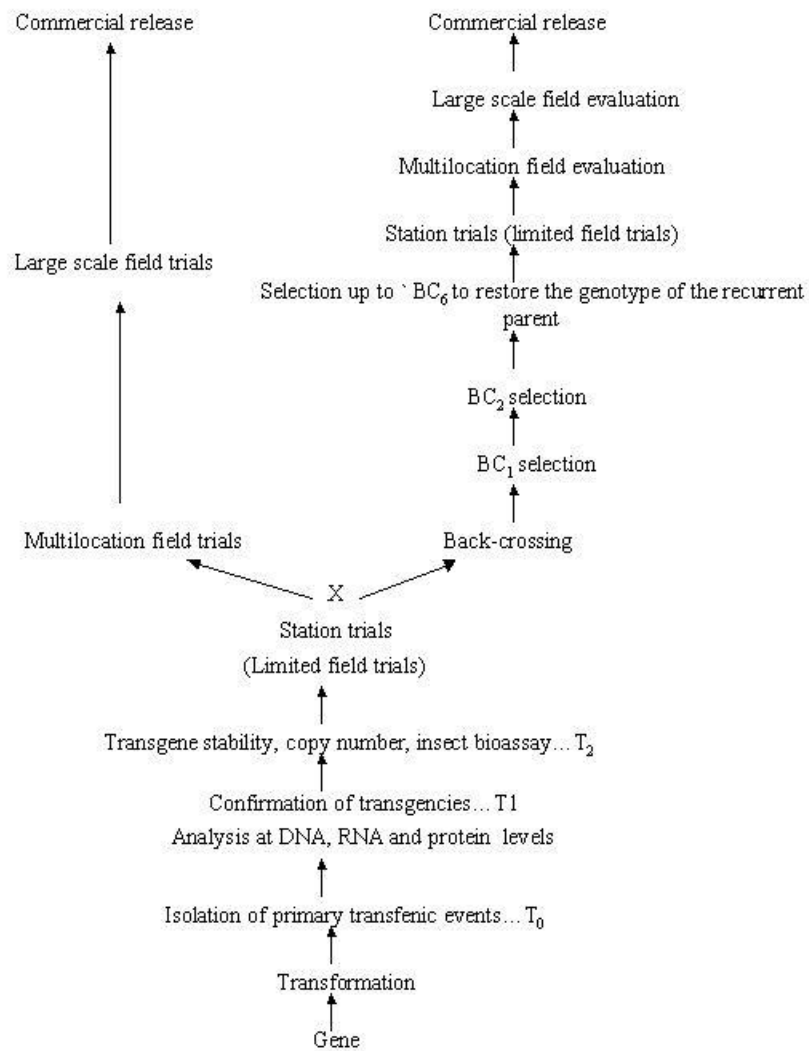 Commercial release
Commercial release
Large scale field evaluation
Multilocation field evaluation
Station trials (limited field trials)
Large scale field trials
Selection up to ` BC₆ to restore the genotype of the recurrent
parent
BC₂ selection
BC₁ selection
Multilocation field trials
Back-crossing
X
Station trials
(Limited field trials)
Transgene stability, copy number, insect bioassay... T₂
Confirmation of transgencies... T1
Analysis at DNA, RNA and protein levels
Isolation of primary transfenic events... T₀
Transformation
Gene